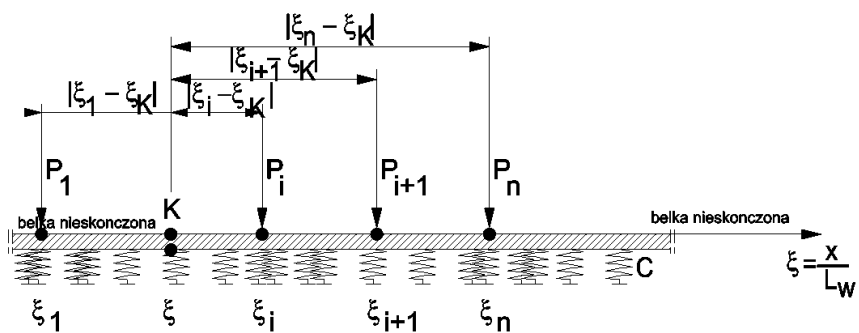 |ξn – ξK|
|ξi+1 – ξK|
|ξ1 – ξK|
|ξi – ξK|
P1
Pi
Pi+1
Pn
K
belka nieskonczona
belka nieskonczona
C
ξ = x/LW
ξ1
ξ
ξi
ξi+1
ξn